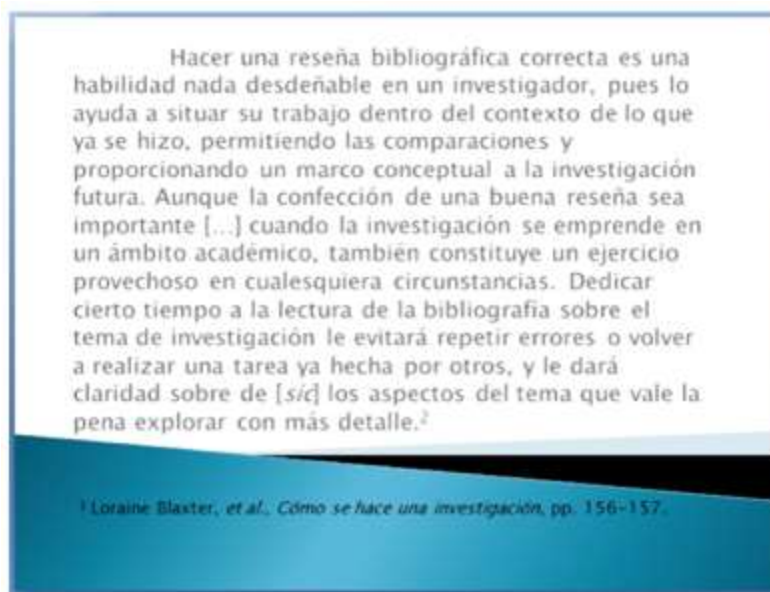 Hacer una reseña bibliográfica correcta es una
habilidad nada desdeñable en un investigador, pues lo
ayuda a situar su trabajo dentro del contexto de lo que
ya se hizo, permitiendo las comparaciones y
proporcionando un marco conceptual a la investigación
futura. Aunque la confección de una buena reseña sea
importante [...] cuando la investigación se emprende en
un ámbito académico, también constituye un ejercicio
provechoso en cualesquiera circunstancias. Dedicar
cierto tiempo a la lectura de la bibliografía sobre el
tema de investigación le evitará repetir errores o volver
a realizar una tarea ya hecha por otros, y le dará
claridad sobre de [sic] los aspectos del tema que vale la
pena explorar con más detalle.²
Loraine Blaxter, et al., Cómo se hace una investigación, pp. 156-157.